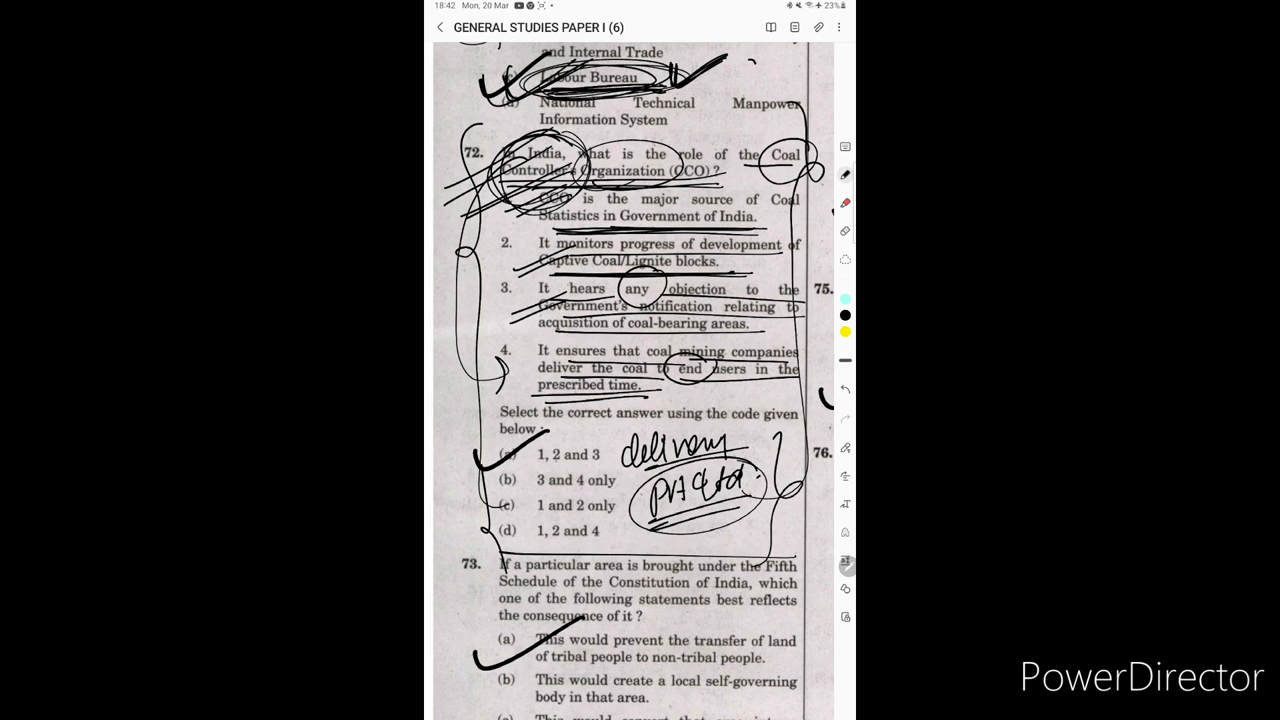 18:42 Mon, 20 Mar
23%
GENERAL STUDIES PAPER I (6)
and Internal Trade
(c) Labour Bureau
(d) National Technical Manpower
Information System
72. In India, what is the role of the Coal
Controller's Organization (CCO) ?
CCO is the major source of Coal
Statistics in Government of India.
2. It monitors progress of development of
Captive Coal/Lignite blocks.
3. It hears any objection to the
Government's notification relating to
acquisition of coal-bearing areas.
4. It ensures that coal mining companies
deliver the coal to end users in the
prescribed time.
Select the correct answer using the code given
below :
(a) 1, 2 and 3
(b) 3 and 4 only
(c) 1 and 2 only
(d) 1, 2 and 4
delivery
73. If a particular area is brought under the Fifth
Schedule of the Constitution of India, which
one of the following statements best reflects
the consequence of it ?
(a) This would prevent the transfer of land
of tribal people to non-tribal people.
(b) This would create a local self-governing
body in that area.
(c) This would convert that area into
75.
76.
PowerDirector